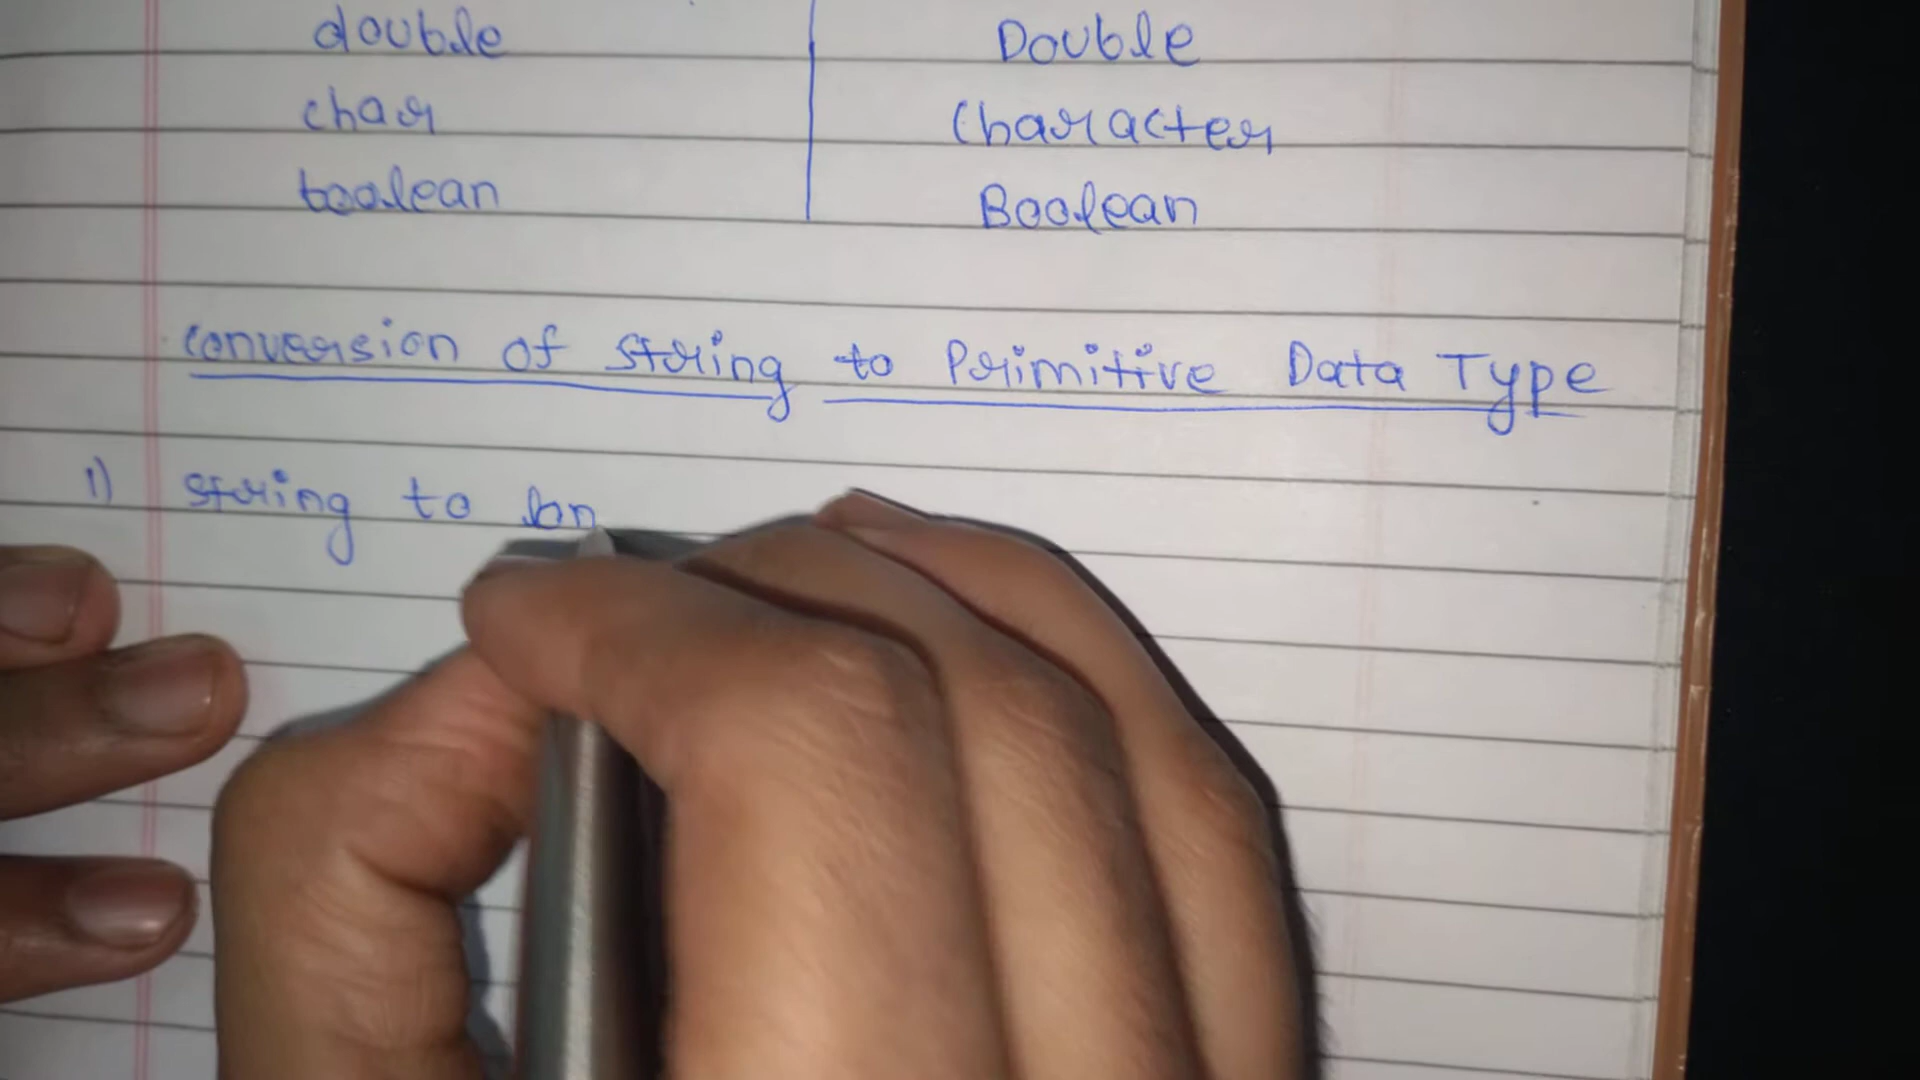 double Double
char Character
boolean Boolean
Conversion of string to Primitive Data Type
1) string to